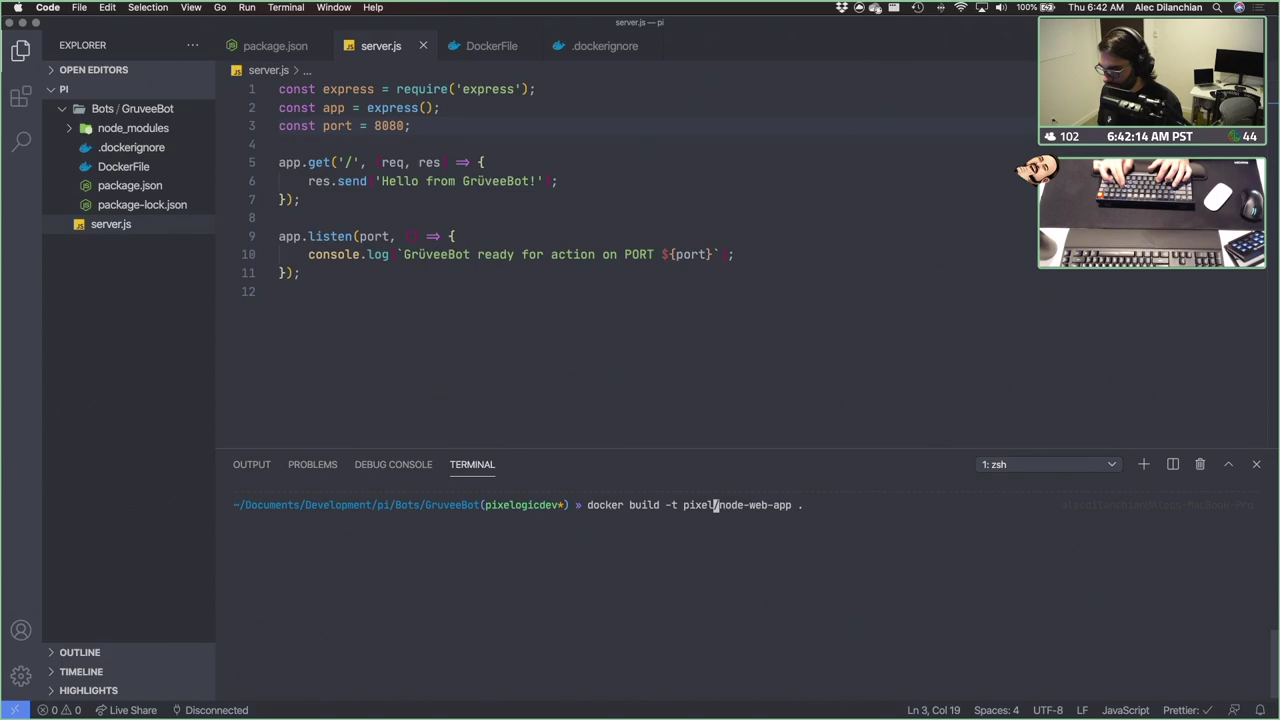 Code File Edit Selection View Go Run Terminal Window Help 100% Thu 6:42 AM Alec Dilanchian
server.js — pi
EXPLORER
package.json server.js DockerFile .dockerignore
OPEN EDITORS
PI
Bots / GruveeBot
node_modules
.dockerignore
DockerFile
package.json
package-lock.json
server.js
server.js > ...
1 const express = require('express');
2 const app = express();
3 const port = 8080;
4
5 app.get('/', (req, res) => {
6 res.send('Hello from GrüveeBot!');
7 });
8
9 app.listen(port, () => {
10 console.log(`GrüveeBot ready for action on PORT ${port}`);
11 });
12
102 6:42:14 AM PST 44
OUTPUT PROBLEMS DEBUG CONSOLE TERMINAL 1: zsh
~/Documents/Development/pi/Bots/GruveeBot(pixelogicdev*) » docker build -t pixel/node-web-app . alecdilanchian@Alecs-MacBook-Pro
OUTLINE
TIMELINE
HIGHLIGHTS
0 0 Live Share Disconnected Ln 3, Col 19 Spaces: 4 UTF-8 LF JavaScript Prettier: ✓